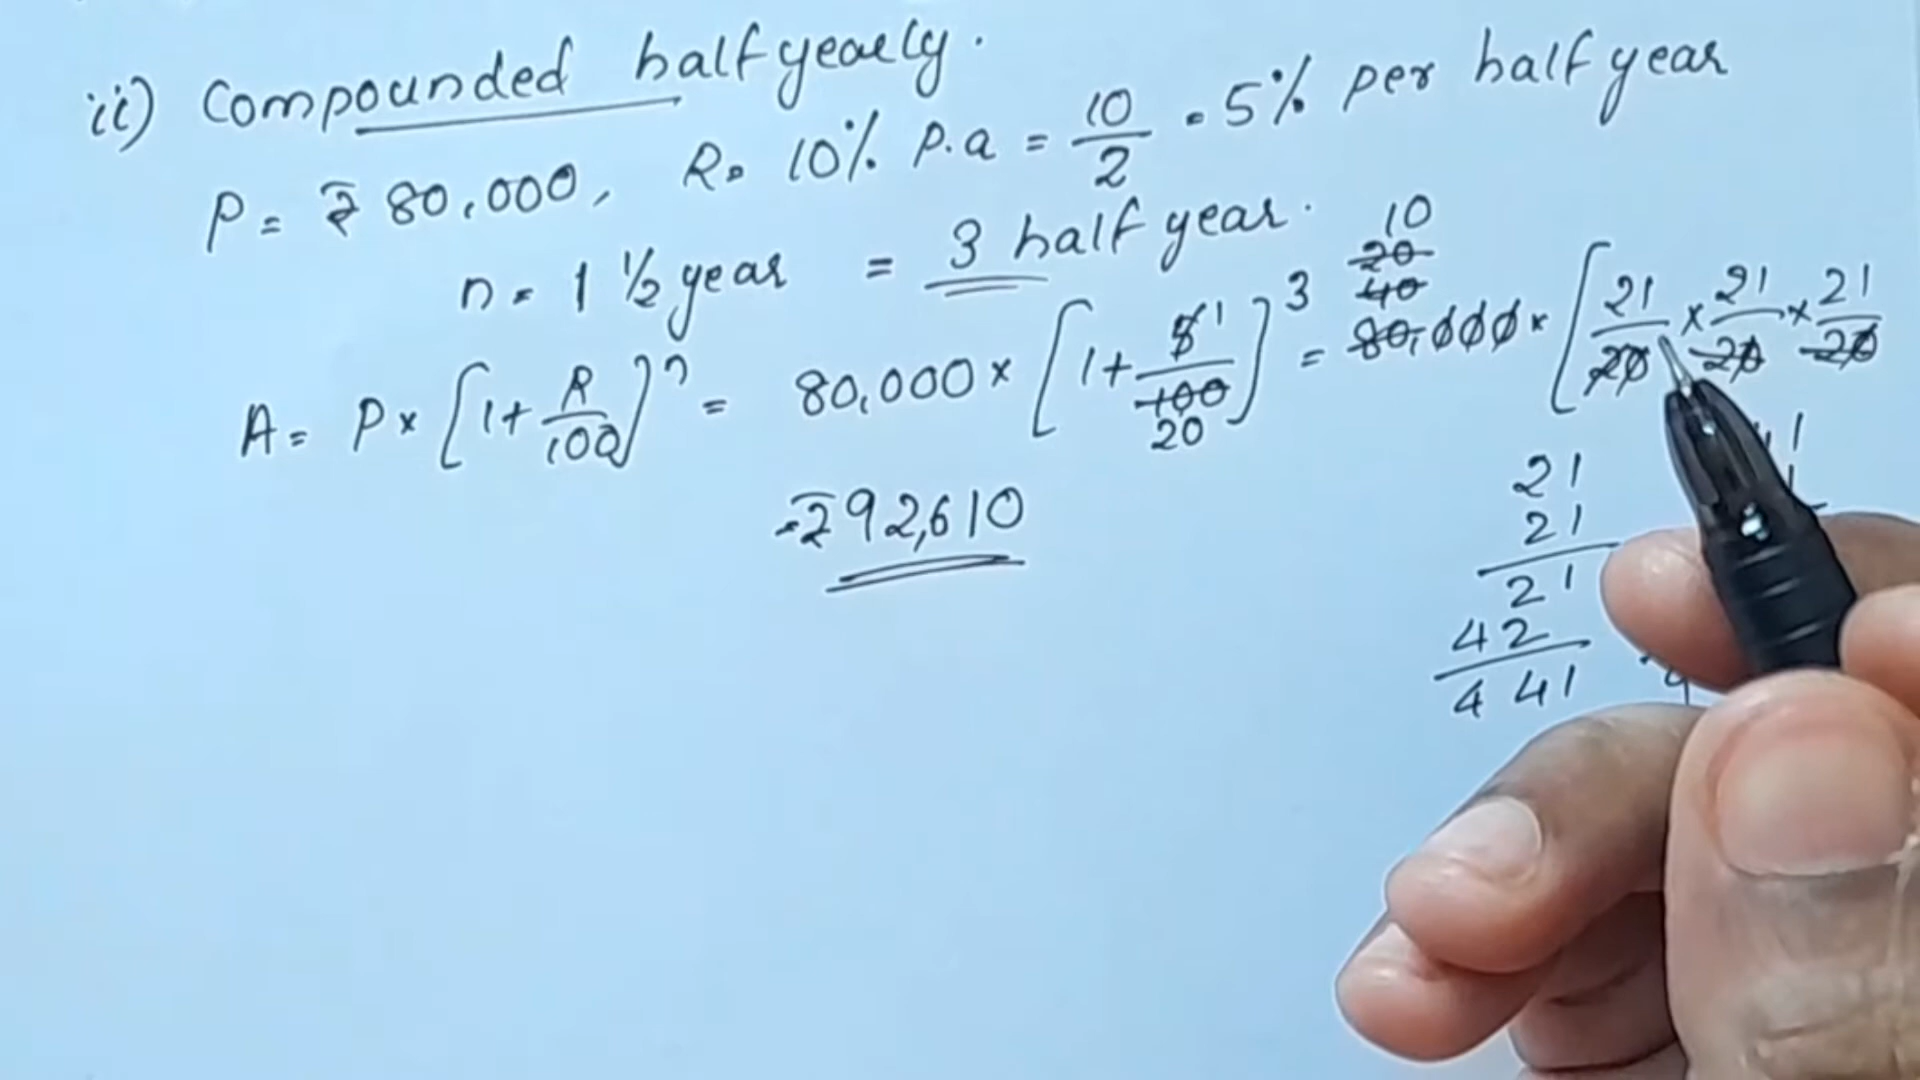 ii) Compounded half yearly.
P = ₹ 80,000, R = 10% P.a = 10/2 = 5% per half year
n = 1 ½ year = 3 half year.
10
20
40
A = P × [1 + R/100]^n = 80,000 × [1 + 5/100]^3 = 80,000 × [21/20 × 21/20 × 21/20
1
20
= ₹ 92,610
21
21
21
42
441